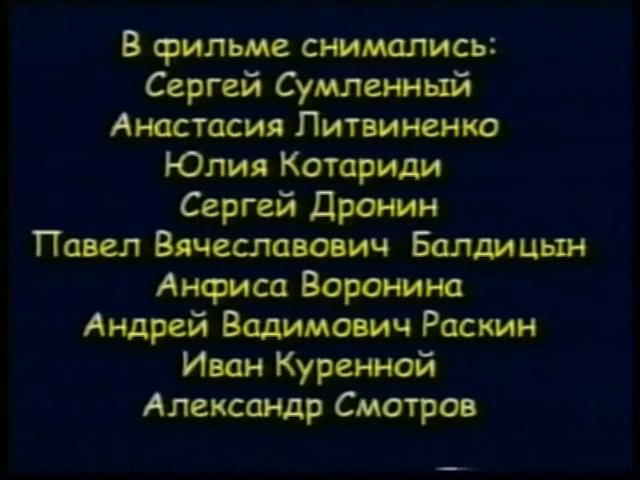 В фильме снимались:
Сергей Сумленный
Анастасия Литвиненко
Юлия Котариди
Сергей Дронин
Павел Вячеславович Балдицын
Анфиса Воронина
Андрей Вадимович Раскин
Иван Куренной
Александр Смотров